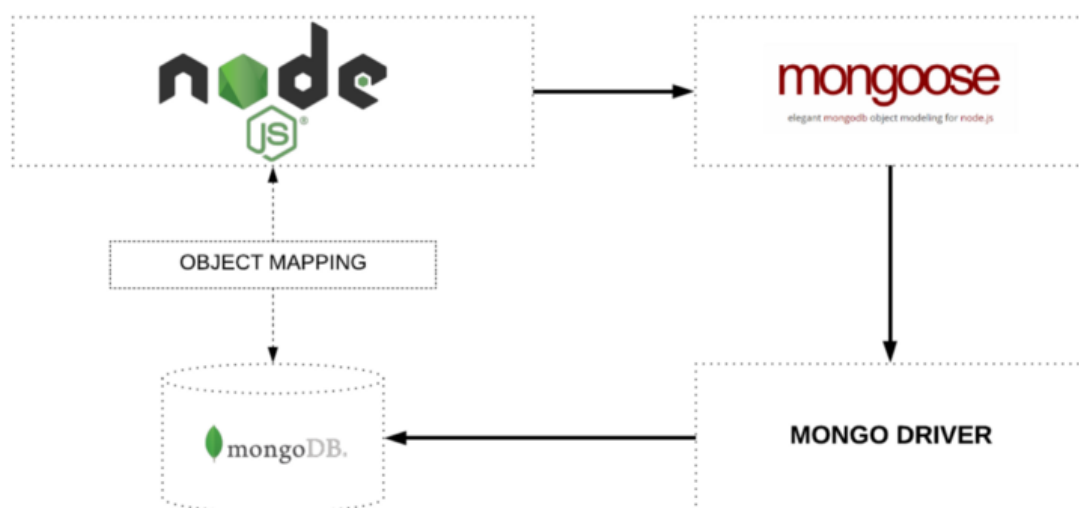 node
JS®
mongoose
elegant mongodb object modeling for node.js
OBJECT MAPPING
mongoDB.
MONGO DRIVER